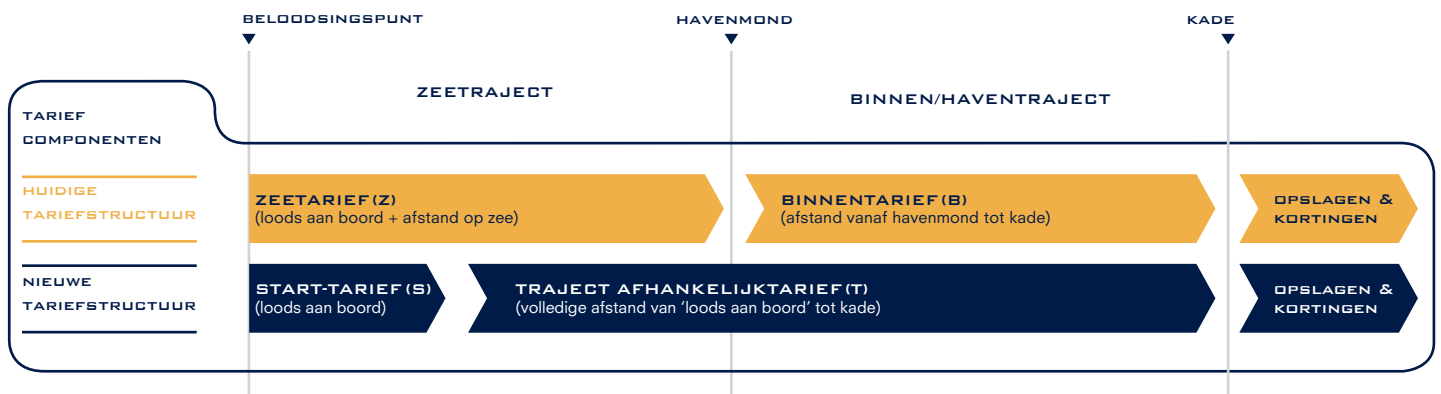 BELOODSINGSPUNT
HAVENMOND
KADE
ZEETRAJECT
BINNEN/HAVENTRAJECT
TARIEF
COMPONENTEN
HUIDIGE
TARIEFSTRUCTUUR
ZEETARIEF (Z)
(loods aan boord + afstand op zee)
BINNENTARIEF (B)
(afstand vanaf havenmond tot kade)
OPSLAGEN &
KORTINGEN
NIEUWE
TARIEFSTRUCTUUR
START-TARIEF (S)
(loods aan boord)
TRAJECT AFHANKELIJKTARIEF (T)
(volledige afstand van ‘loods aan boord’ tot kade)
OPSLAGEN &
KORTINGEN